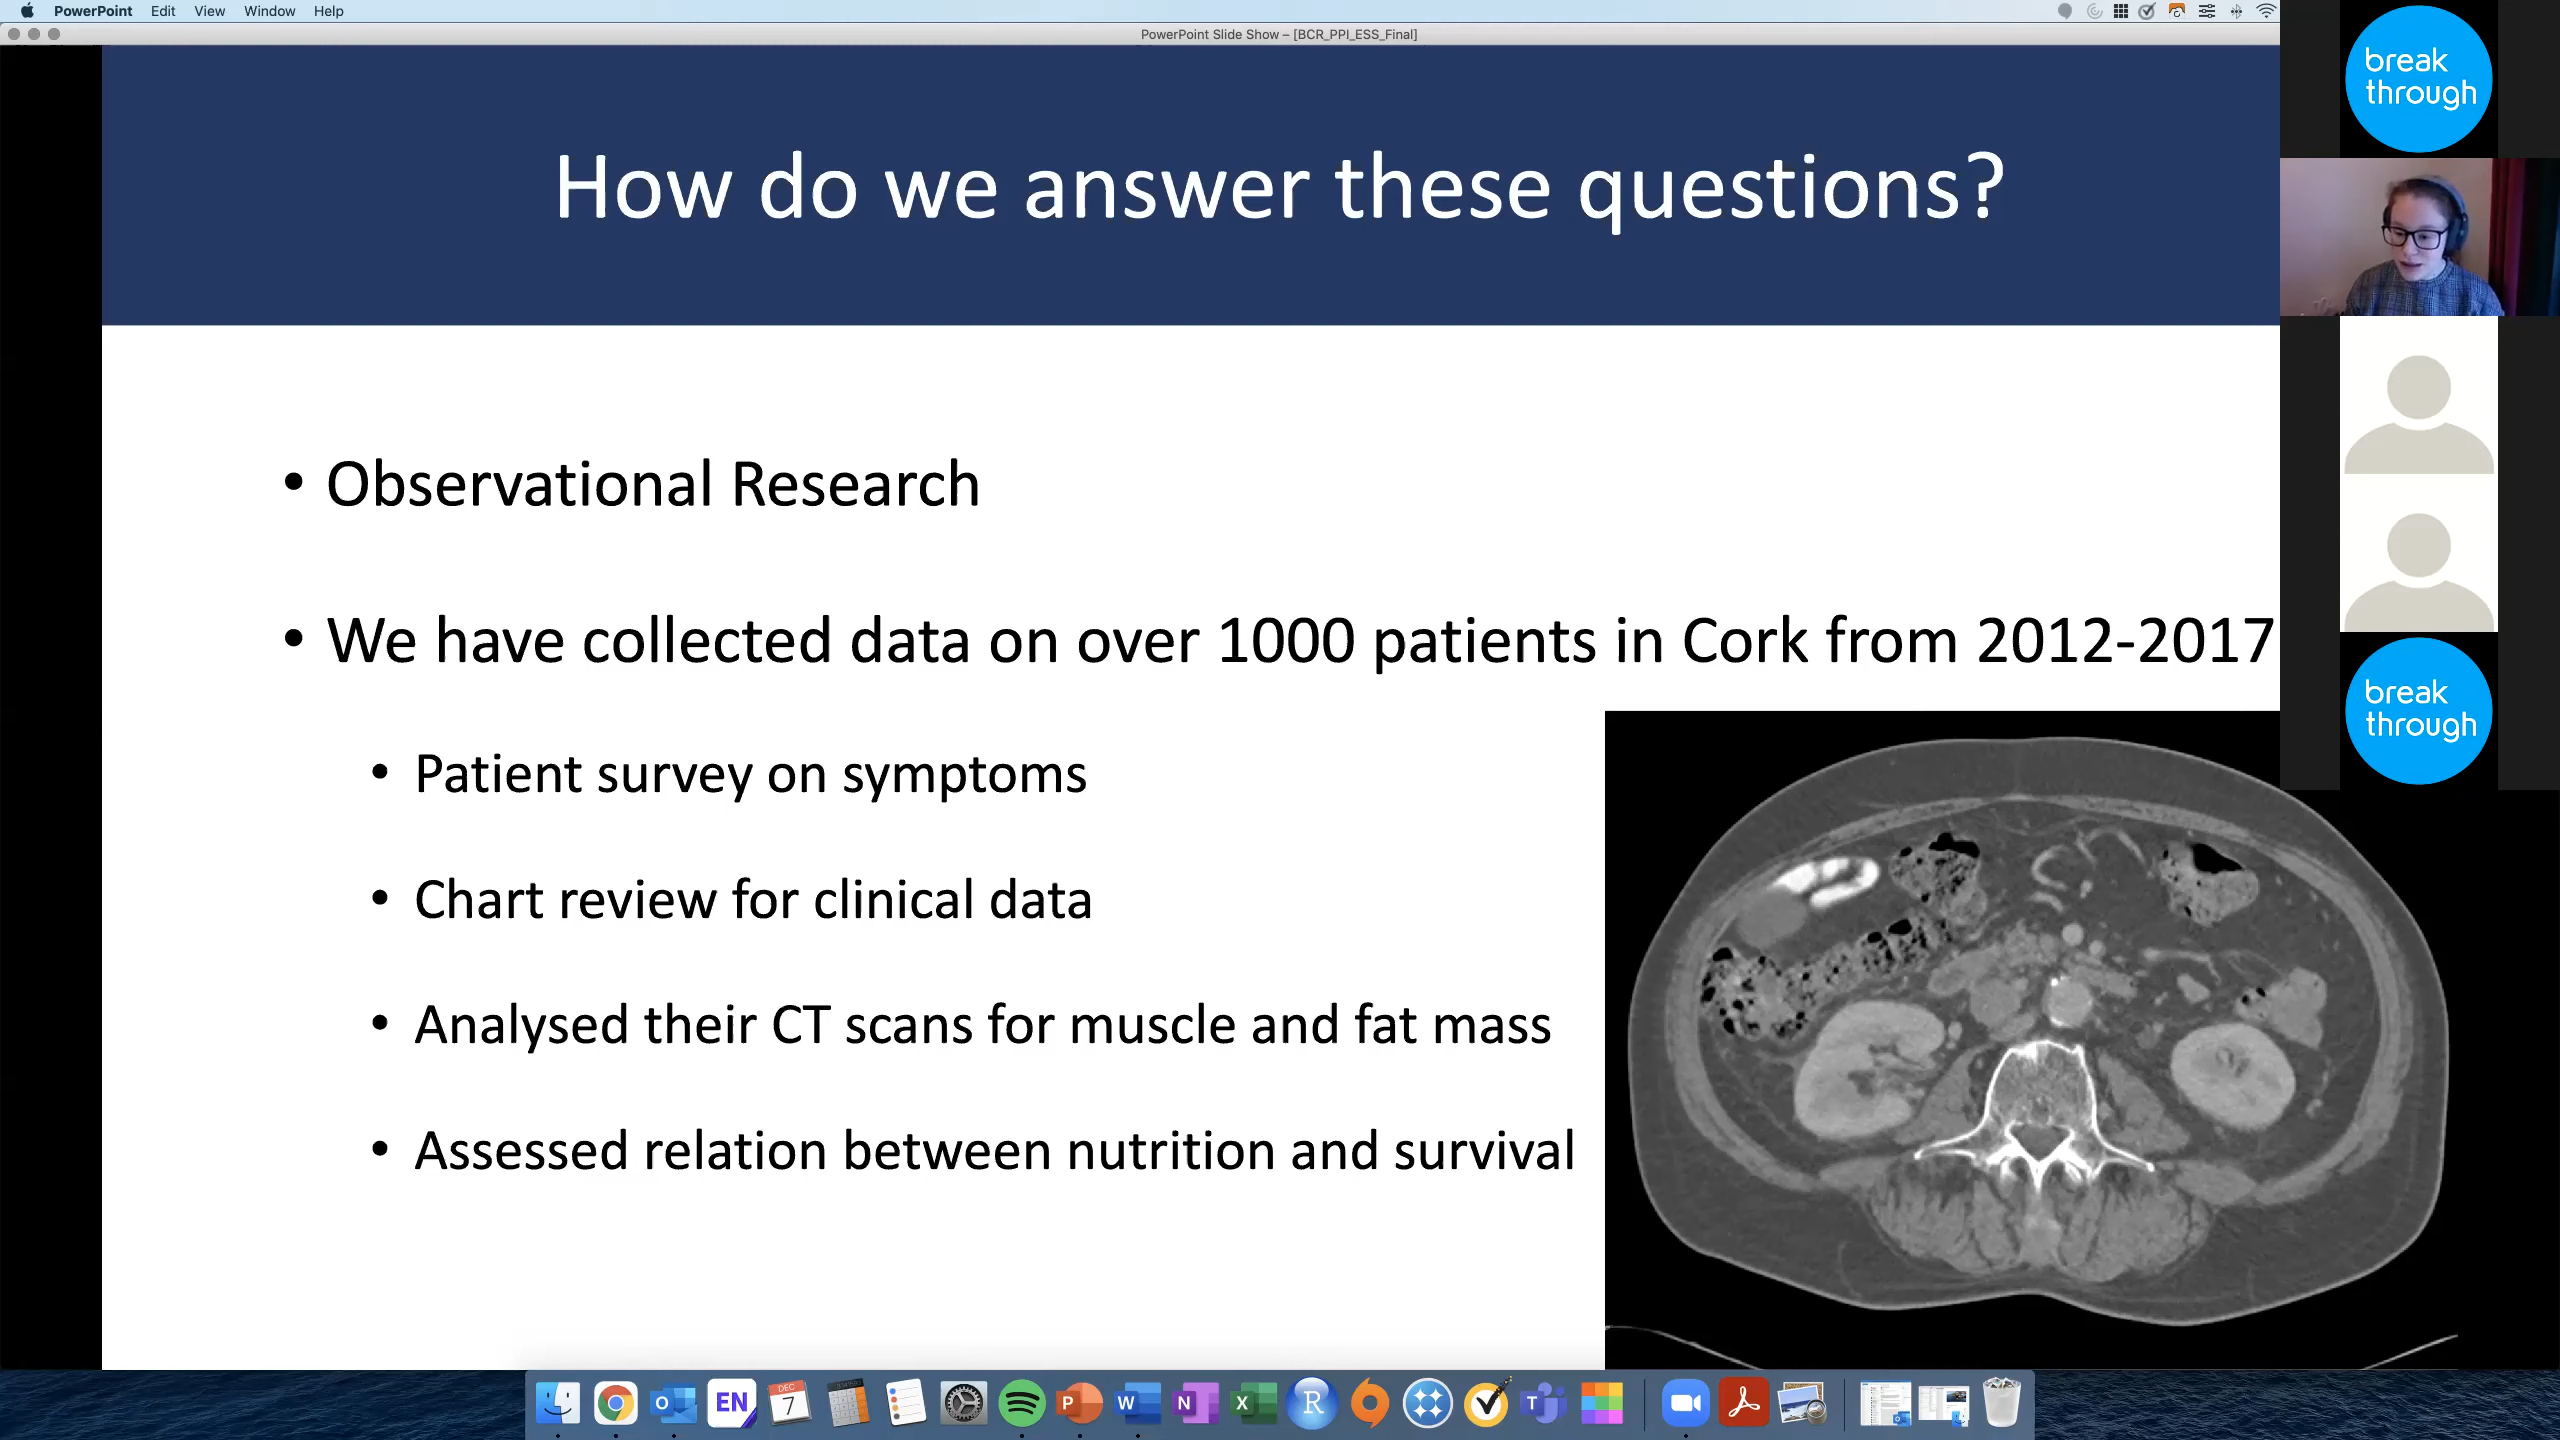 PowerPoint Edit View Window Help
PowerPoint Slide Show – [BCR_PPI_ESS_Final]
How do we answer these questions?
• Observational Research
• We have collected data on over 1000 patients in Cork from 2012-2017
• Patient survey on symptoms
• Chart review for clinical data
• Analysed their CT scans for muscle and fat mass
• Assessed relation between nutrition and survival
break
through
break
through
EN
DEC
7
O
P
W
N
X
R
T